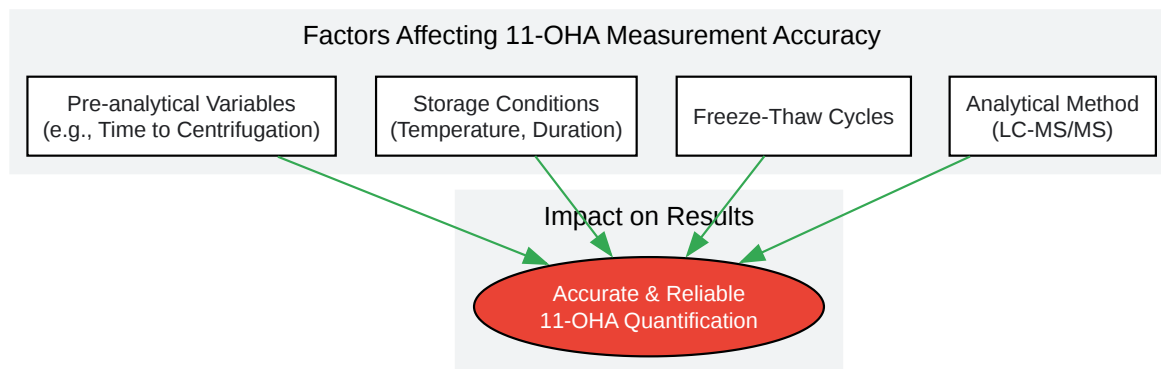 Factors Affecting 11-OHA Measurement Accuracy
Pre-analytical Variables
(e.g., Time to Centrifugation)
Storage Conditions
(Temperature, Duration)
Freeze-Thaw Cycles
Analytical Method
(LC-MS/MS)
Impact on Results
Accurate & Reliable
11-OHA Quantification